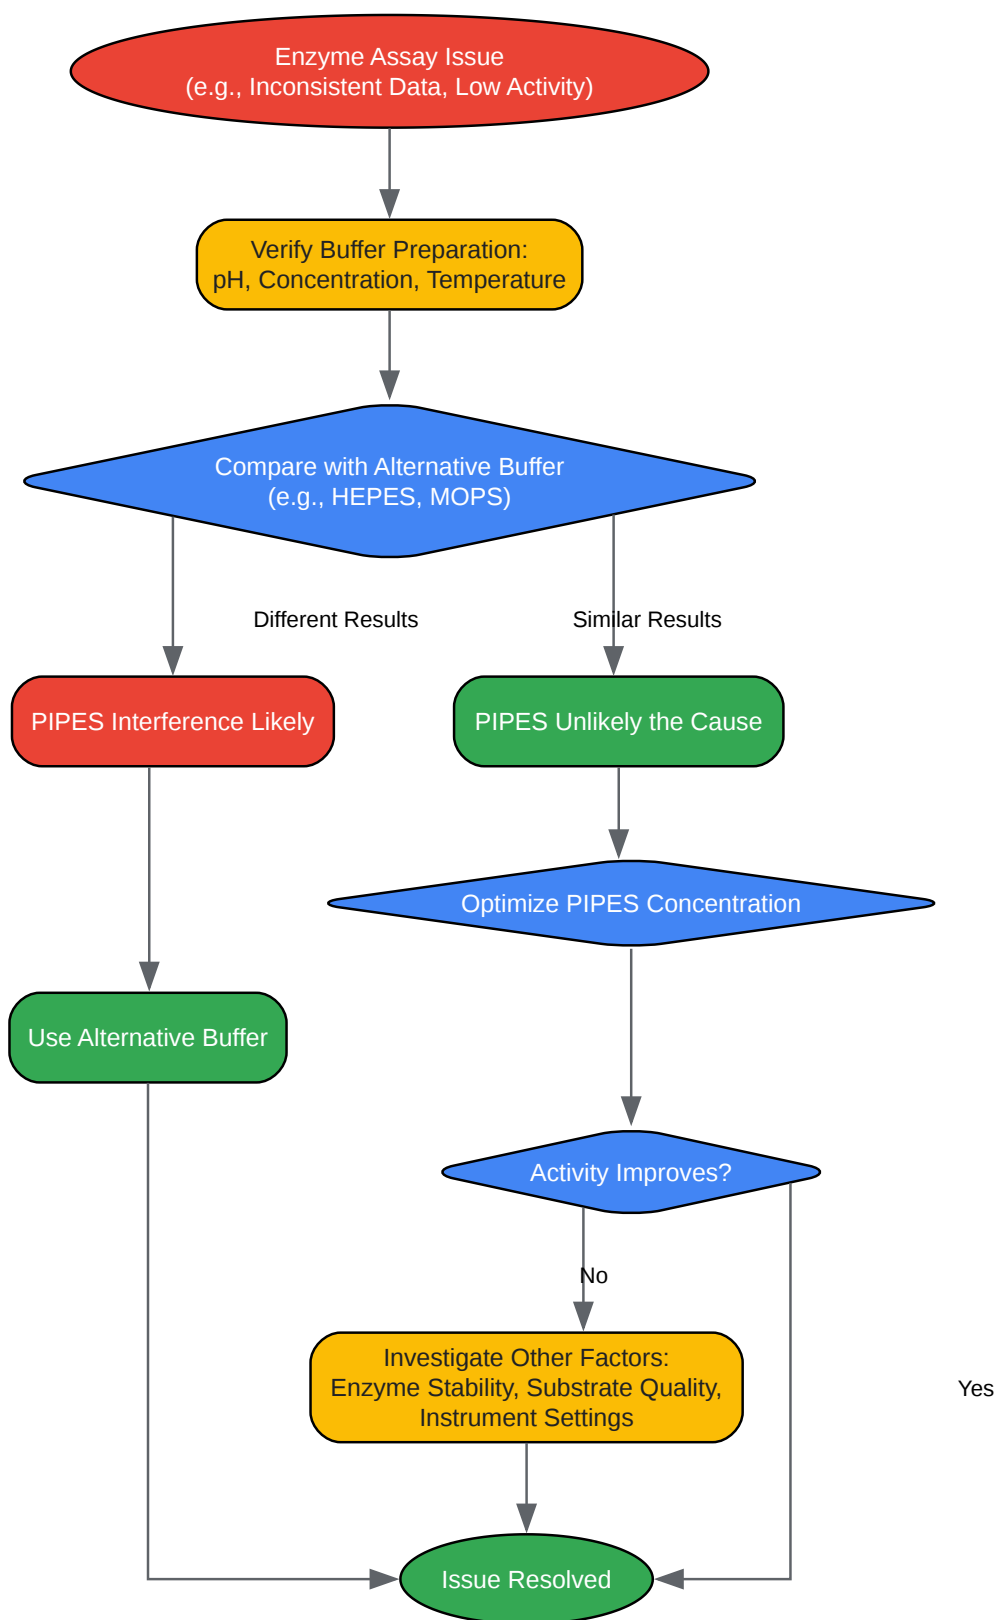 Enzyme Assay Issue
(e.g., Inconsistent Data, Low Activity)
Verify Buffer Preparation:
pH, Concentration, Temperature
Compare with Alternative Buffer
(e.g., HEPES, MOPS)
Different Results
Similar Results
PIPES Interference Likely
PIPES Unlikely the Cause
Optimize PIPES Concentration
Use Alternative Buffer
Activity Improves?
No
Investigate Other Factors:
Enzyme Stability, Substrate Quality,
Instrument Settings
Yes
Issue Resolved